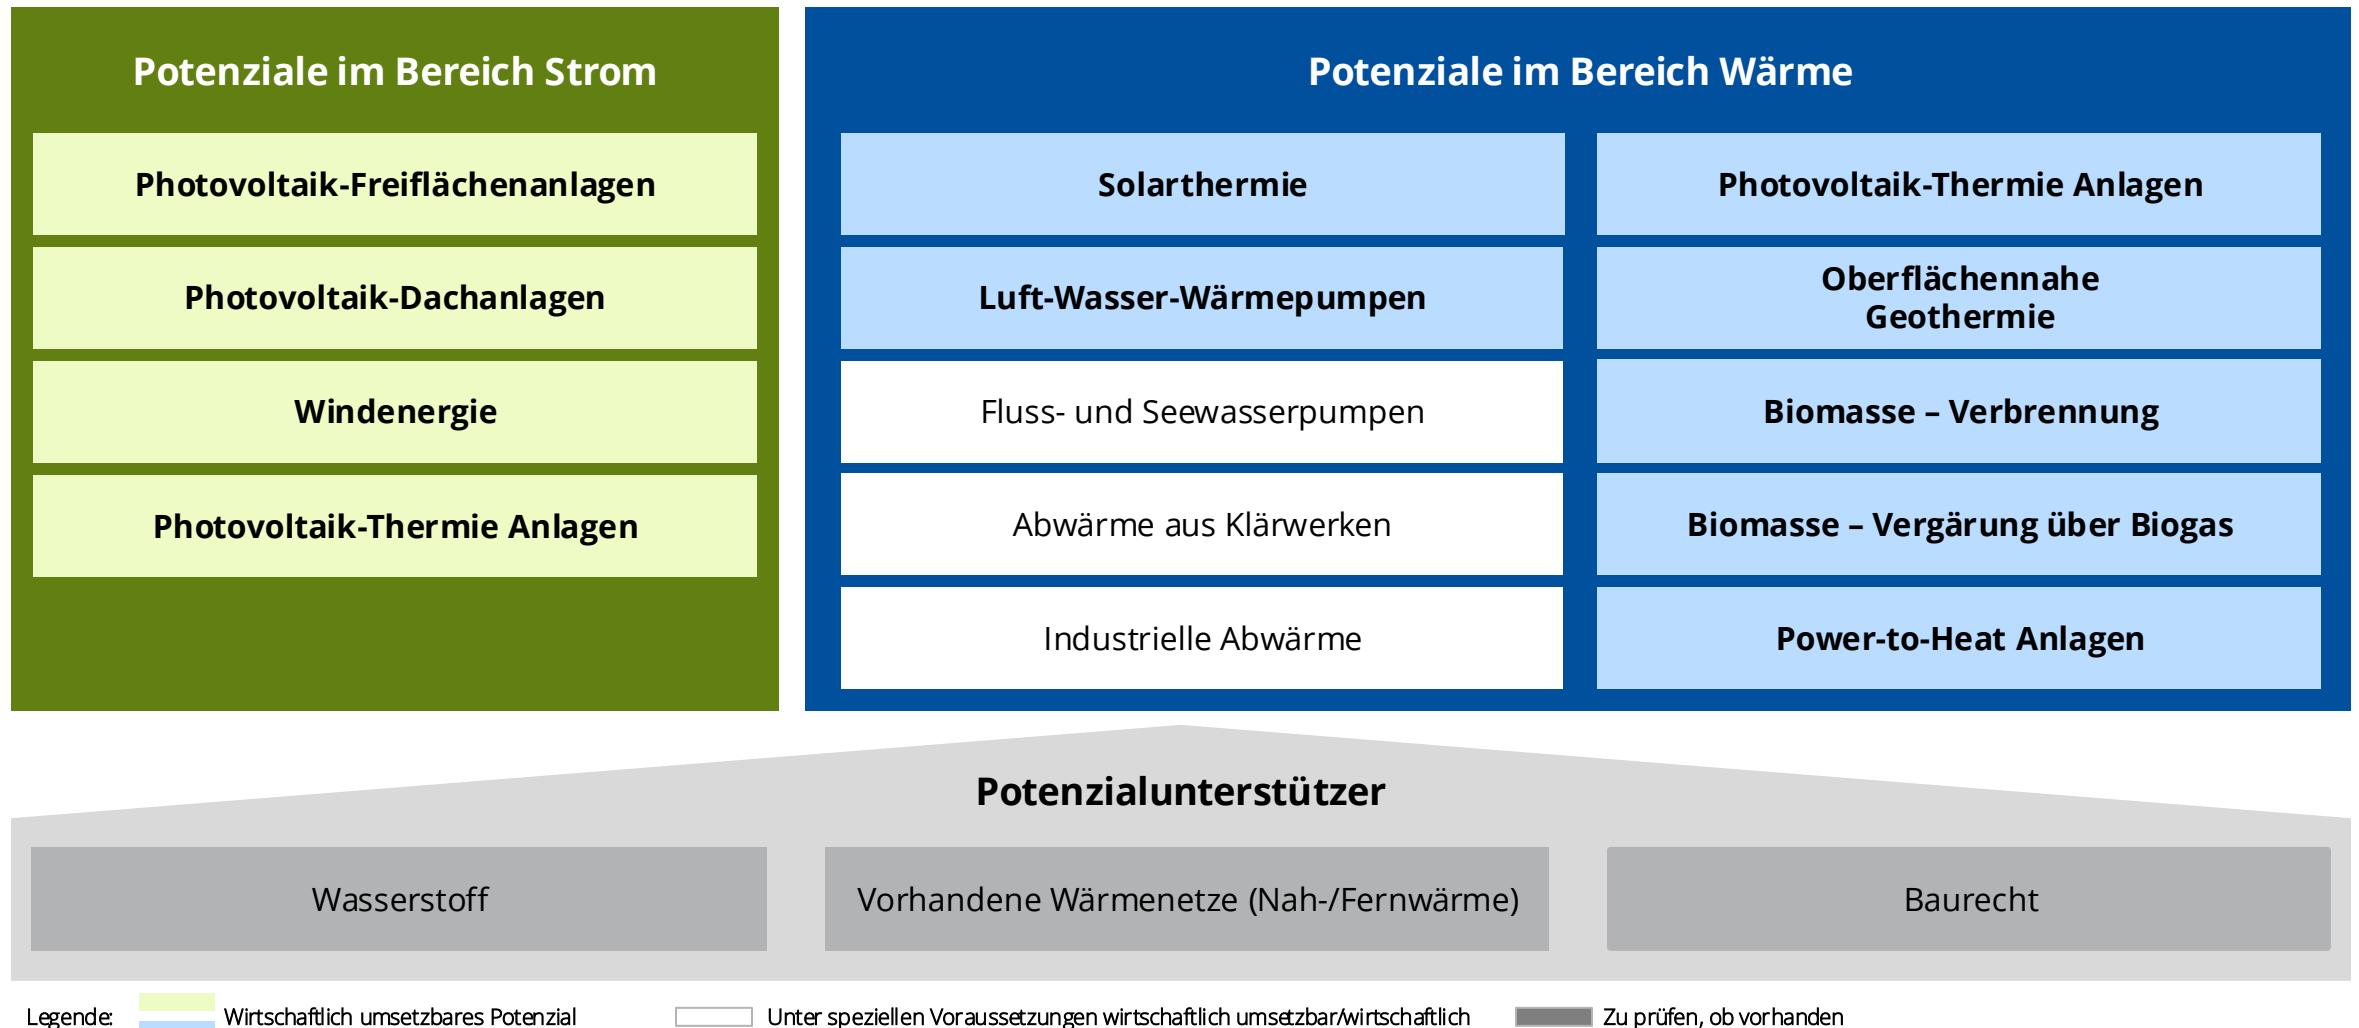 Potenziale im Bereich Strom
Photovoltaik-Freiflächenanlagen
Photovoltaik-Dachanlagen
Windenergie
Photovoltaik-Thermie Anlagen
Potenziale im Bereich Wärme
Solarthermie
Luft-Wasser-Wärmepumpen
Fluss- und Seewasserpumpen
Abwärme aus Klärwerken
Industrielle Abwärme
Photovoltaik-Thermie Anlagen
Oberflächennahe
Geothermie
Biomasse – Verbrennung
Biomasse – Vergärung über Biogas
Power-to-Heat Anlagen
Potenzialunterstützer
Wasserstoff
Vorhandene Wärmenetze (Nah-/Fernwärme)
Baurecht
Legende:
Wirtschaftlich umsetzbares Potenzial
Unter speziellen Voraussetzungen wirtschaftlich umsetzbar/wirtschaftlich
Zu prüfen, ob vorhanden